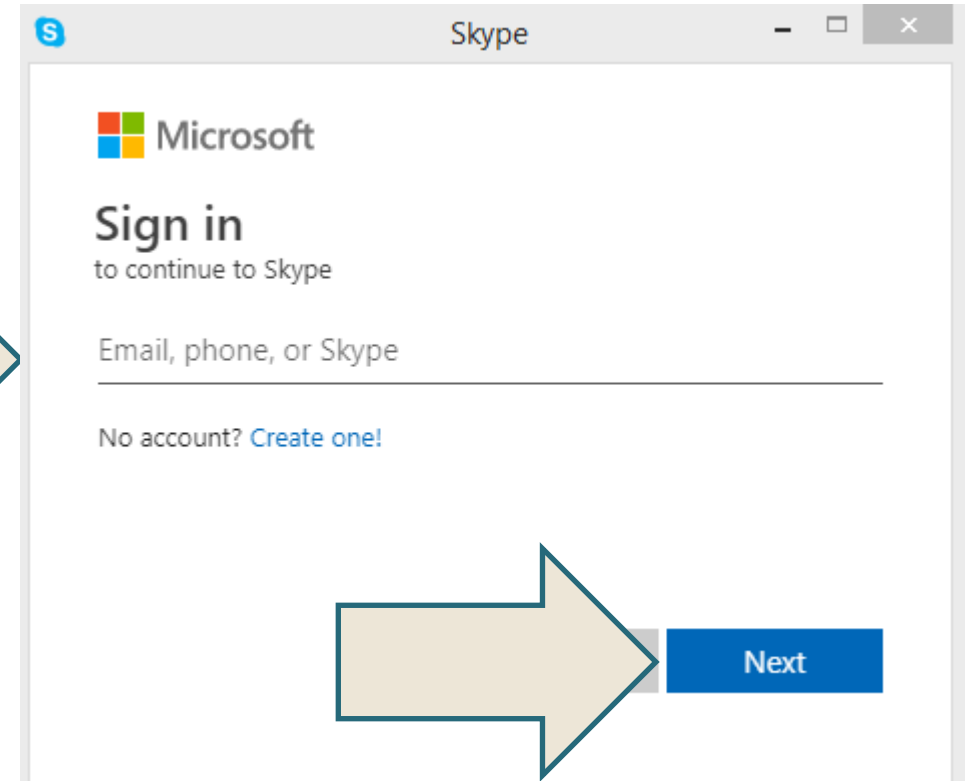 Skype
Microsoft
Sign in
to continue to Skype
Email, phone, or Skype
No account? Create one!
Next